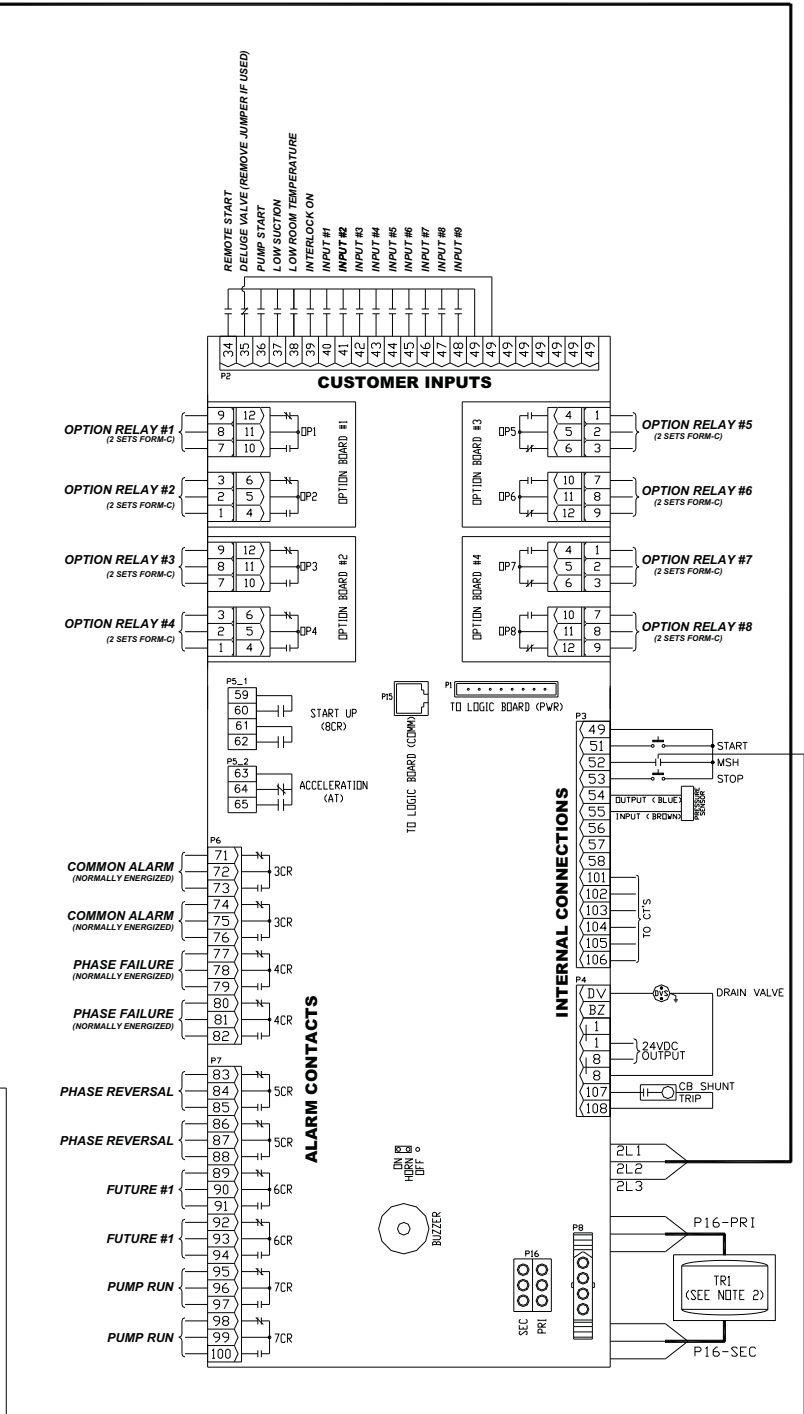 REMOTE START
DELUGE VALVE (REMOVE JUMPER IF USED)
PUMP START
LOW SUCTION
LOW ROOM TEMPERATURE
INTERLOCK ON
INPUT #1
INPUT #2
INPUT #3
INPUT #4
INPUT #5
INPUT #6
INPUT #7
INPUT #8
INPUT #9
34 35 36 37 38 39 40 41 42 43 44 45 46 47 48 49 49 49 49 49 49 49 49
P2
CUSTOMER INPUTS
OPTION RELAY #1
(2 SETS FORM-C)
9 12
8 11
7 10
OP1
OPTION RELAY #2
(2 SETS FORM-C)
3 6
2 5
1 4
OP2
OPTION BOARD #1
OPTION RELAY #3
(2 SETS FORM-C)
9 12
8 11
7 10
OP3
OPTION RELAY #4
(2 SETS FORM-C)
3 6
2 5
1 4
OP4
OPTION BOARD #2
OPTION BOARD #3
OP5
4 1
5 2
6 3
OPTION RELAY #5
(2 SETS FORM-C)
OP6
10 7
11 8
12 9
OPTION RELAY #6
(2 SETS FORM-C)
OPTION BOARD #4
OP7
4 1
5 2
6 3
OPTION RELAY #7
(2 SETS FORM-C)
OP8
10 7
11 8
12 9
OPTION RELAY #8
(2 SETS FORM-C)
P5_1
59
60
61
62
START UP
(8CR)
P5_2
63
64
65
ACCELERATION
(AT)
P15
TO LOGIC BOARD (COMM)
P1
TO LOGIC BOARD (PWR)
P3
49
51
52
53
54
55
56
57
58
101
102
103
104
105
106
START
MSH
STOP
OUTPUT (BLUE)
INPUT (BROWN)
PRESSURE
SENSOR
TO CT'S
INTERNAL CONNECTIONS
P4
DV
BZ
1
1
8
8
107
108
DVS
DRAIN VALVE
24VDC
OUTPUT
CB SHUNT
TRIP
P6
COMMON ALARM
(NORMALLY ENERGIZED)
71
72
73
3CR
COMMON ALARM
(NORMALLY ENERGIZED)
74
75
76
3CR
PHASE FAILURE
(NORMALLY ENERGIZED)
77
78
79
4CR
PHASE FAILURE
(NORMALLY ENERGIZED)
80
81
82
4CR
P7
PHASE REVERSAL
83
84
85
5CR
PHASE REVERSAL
86
87
88
5CR
FUTURE #1
89
90
91
6CR
FUTURE #1
92
93
94
6CR
PUMP RUN
95
96
97
7CR
PUMP RUN
98
99
100
7CR
ALARM CONTACTS
ON
HORN
OFF
BUZZER
2L1
2L2
2L3
P16
SEC
PRI
P8
P16-PRI
TR1
(SEE NOTE 2)
P16-SEC